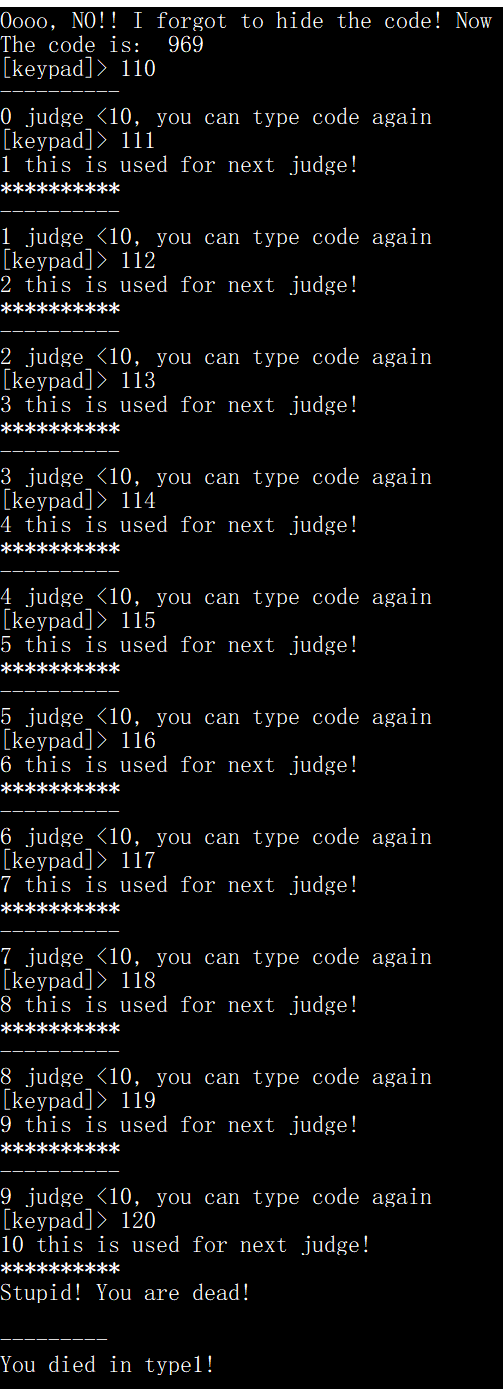 Oooo, NO!! I forgot to hide the code! Now
The code is:  969
[keypad]> 110
----------
0 judge <10, you can type code again
[keypad]> 111
1 this is used for next judge!
**********
----------
1 judge <10, you can type code again
[keypad]> 112
2 this is used for next judge!
**********
----------
2 judge <10, you can type code again
[keypad]> 113
3 this is used for next judge!
**********
----------
3 judge <10, you can type code again
[keypad]> 114
4 this is used for next judge!
**********
----------
4 judge <10, you can type code again
[keypad]> 115
5 this is used for next judge!
**********
----------
5 judge <10, you can type code again
[keypad]> 116
6 this is used for next judge!
**********
----------
6 judge <10, you can type code again
[keypad]> 117
7 this is used for next judge!
**********
----------
7 judge <10, you can type code again
[keypad]> 118
8 this is used for next judge!
**********
----------
8 judge <10, you can type code again
[keypad]> 119
9 this is used for next judge!
**********
----------
9 judge <10, you can type code again
[keypad]> 120
10 this is used for next judge!
**********
Stupid! You are dead!

---------
You died in type1!